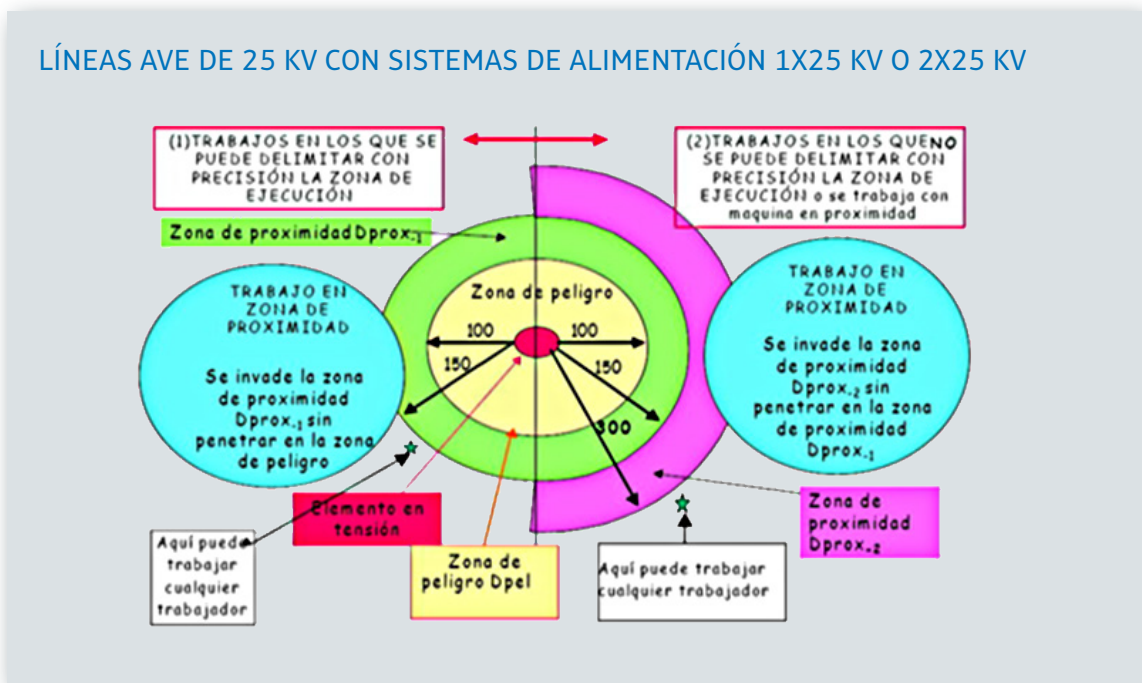 LÍNEAS AVE DE 25 KV CON SISTEMAS DE ALIMENTACIÓN 1X25 KV O 2X25 KV
(1)TRABAJOS EN LOS QUE SE
PUEDE DELIMITAR CON
PRECISIÓN LA ZONA DE
EJECUCIÓN
(2)TRABAJOS EN LOS QUENO
SE PUEDE DELIMITAR CON
PRECISIÓN LA ZONA DE
EJECUCIÓN o se trabaja con
maquina en proximidad
Zona de proximidad Dprox.₁
TRABAJO EN
ZONA DE
PROXIMIDAD
Se invade la zona
de proximidad
Dprox.₁ sin
penetrar en la zona
de peligro
Zona de peligro
100
100
150
150
300
TRABAJO EN
ZONA DE
PROXIMIDAD
Se invade la zona
de proximidad
Dprox.₂ sin
penetrar en la zona
de proximidad
Dprox.₁
Elemento en
tensión
Zona de
proximidad
Dprox.₂
Aquí puede
trabajar
cualquier
trabajador
Zona de
peligro Dpel
Aquí puede trabajar
cualquier trabajador